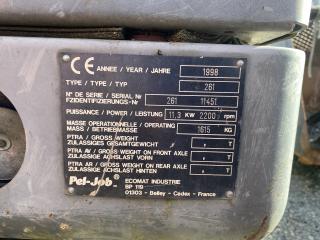 CE ANNEE / YEAR / JAHRE 1998
TYPE / TYPE / TYP 261
N° DE SERIE / SERIAL Nr
FZIDENTIFIZIERUNGS-Nr 261 11451
PUISSANCE / POWER / LEISTUNG 11.3 KW 2200 rpm
MASSE OPERATIONNELLE / OPERATING
MASS / BETRIEBMASSE 1615 KG
PTRA / GROSS WEIGHT
ZULASSIGES GESAMTGEWICHT , T
PTRA AV / GROSS WEIGHT ON FRONT AXLE
ZULASSIGE ACHSLAST VORN , T
PTRA AR / GROSS WEIGHT ON REAR AXLE
ZULASSIGE ACHSLAST HINTEN , T
Pel-Job ECOMAT INDUSTRIE
BP 119
01303 - Belley - Cedex - France